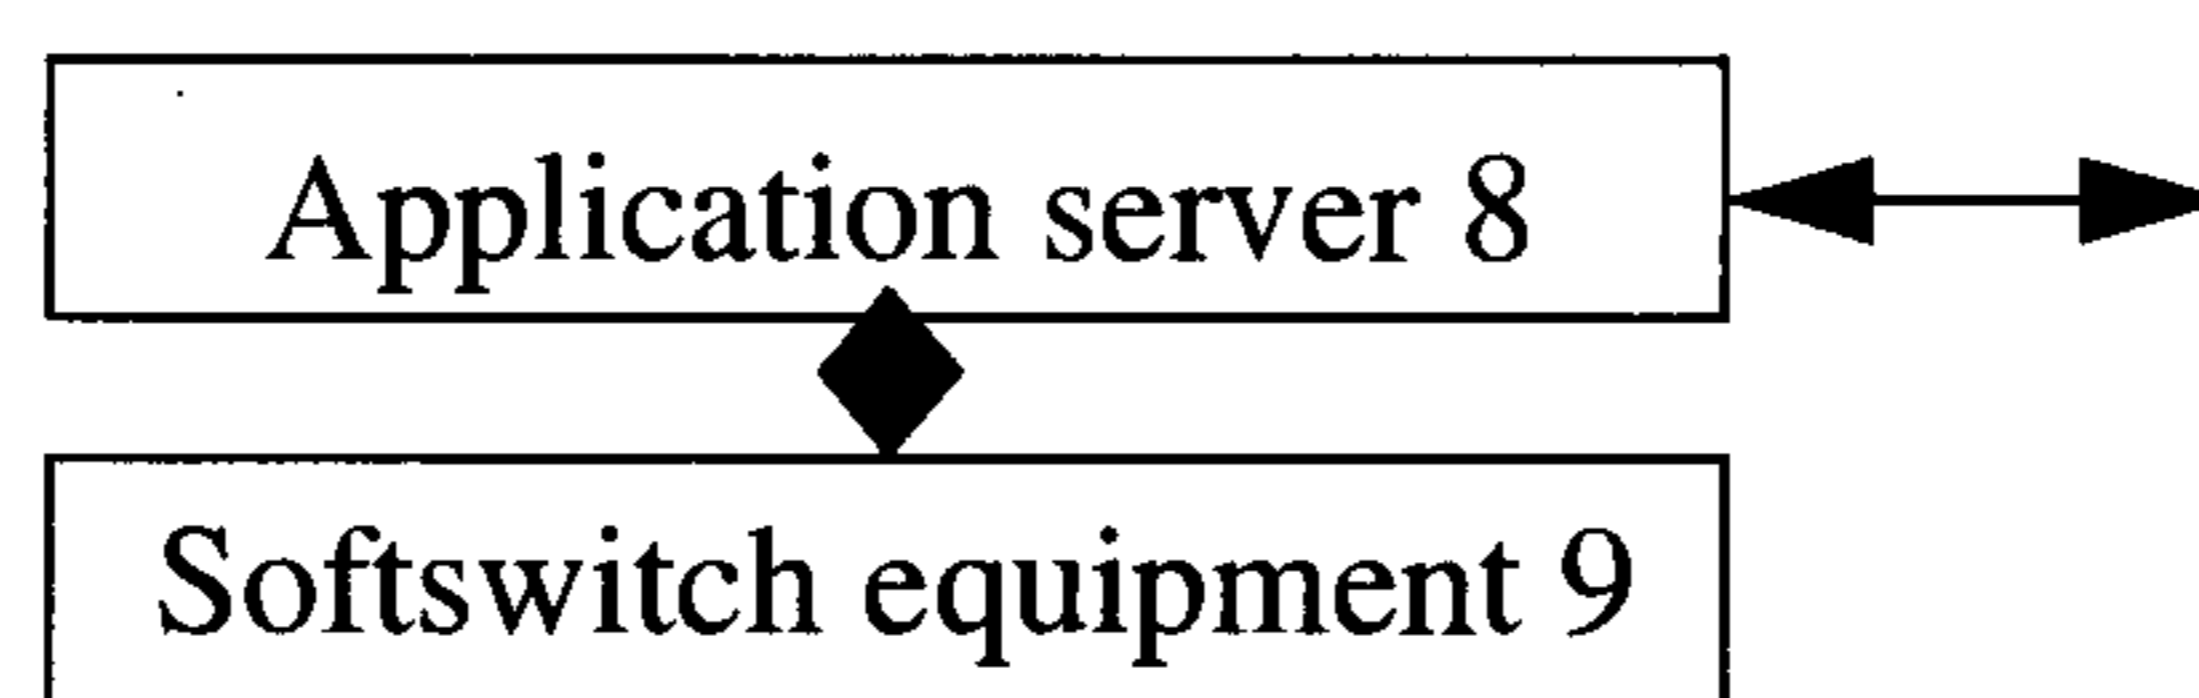 Application server 8
Softswitch equipment 9